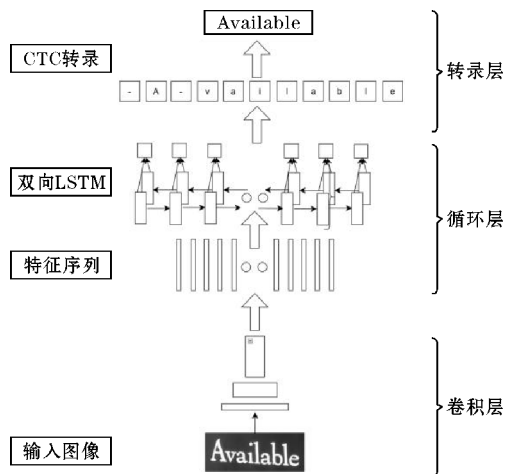 Available
CTC转录
- A - v a i l a b l e
转录层
双向LSTM
循环层
特征序列
卷积层
输入图像
Available